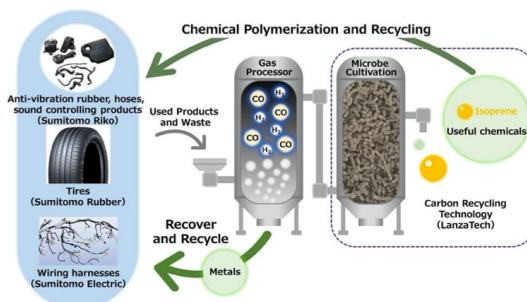 Chemical Polymerization and Recycling
Anti-vibration rubber, hoses,
sound controlling products
(Sumitomo Riko)
Tires
(Sumitomo Rubber)
Wiring harnesses
(Sumitomo Electric)
Used Products
and Waste
Gas
Processor
H₂
CO
CO
H₂
H₂
CO
CO
H₂
Microbe
Cultivation
Isoprene
Useful chemicals
Carbon Recycling
Technology
(LanzaTech)
Recover
and Recycle
Metals